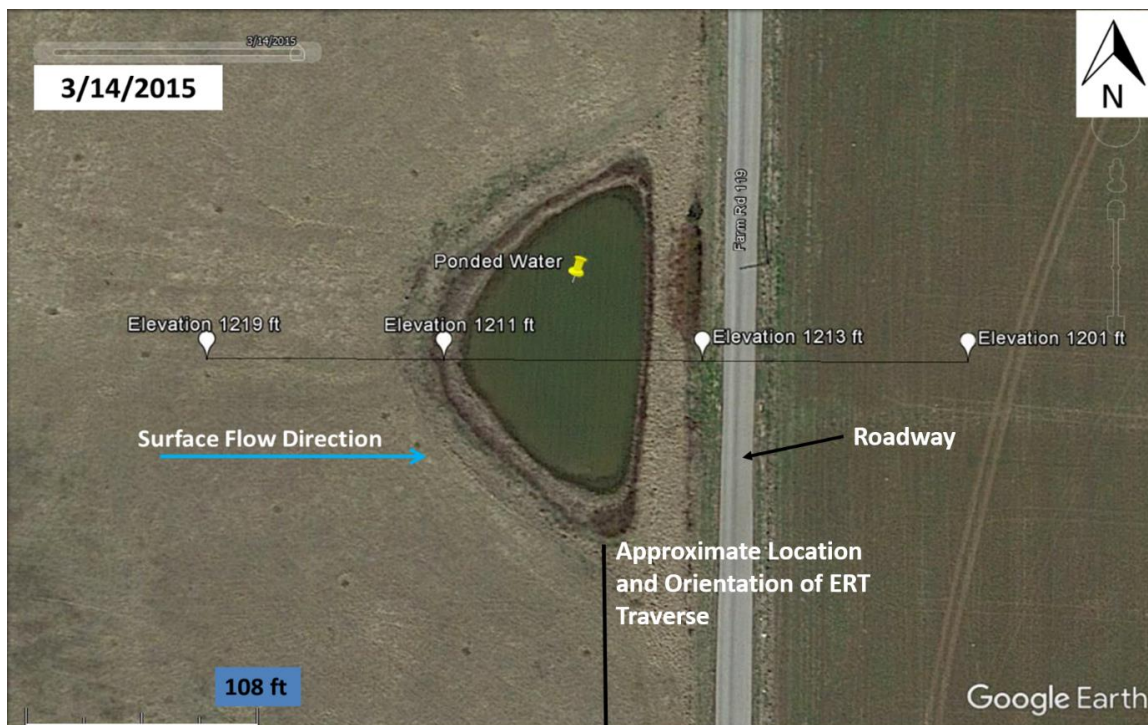 3/14/2015
3/14/2015
N
Farm Rd 119
Ponded Water
Elevation 1219 ft
Elevation 1211 ft
Elevation 1213 ft
Elevation 1201 ft
Surface Flow Direction
Roadway
Approximate Location
and Orientation of ERT
Traverse
108 ft
Google Earth